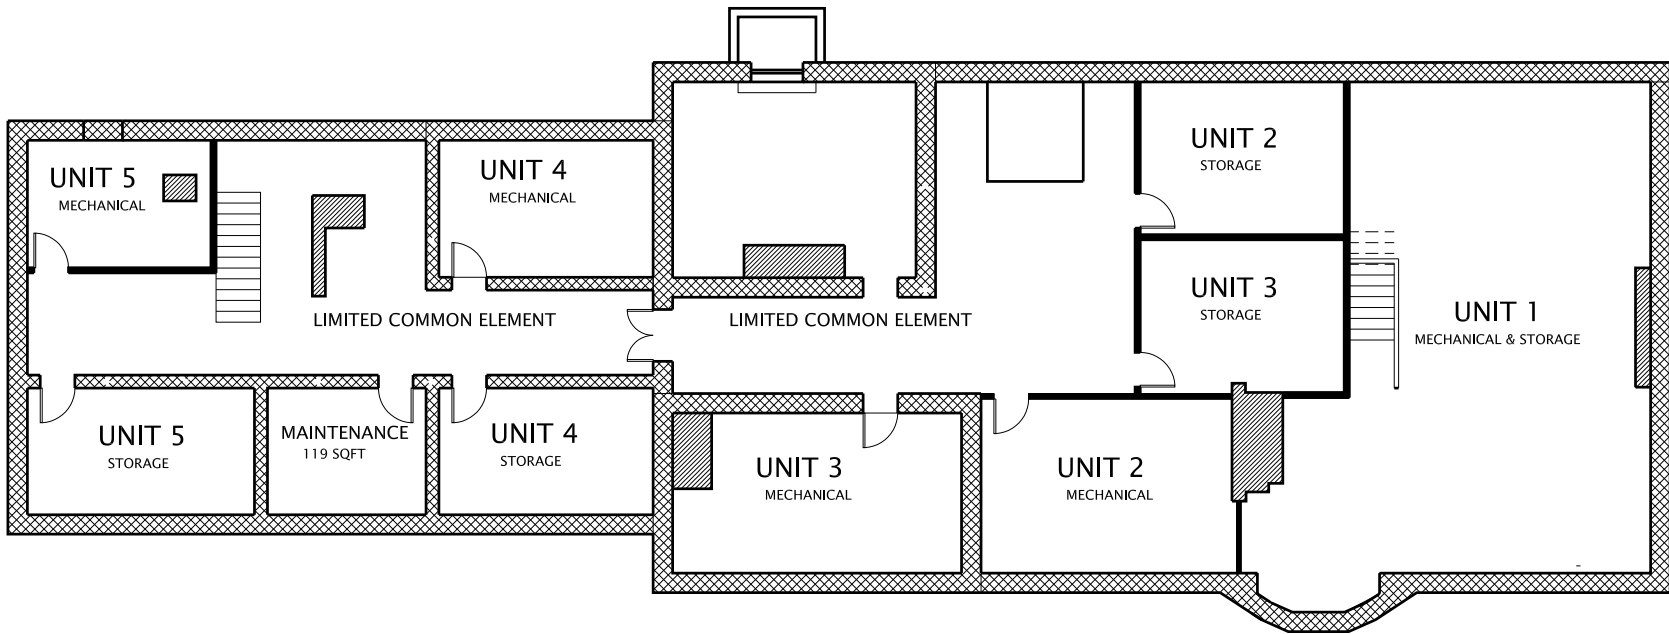 UNIT 5
MECHANICAL
UNIT 4
MECHANICAL
UNIT 2
STORAGE
LIMITED COMMON ELEMENT
LIMITED COMMON ELEMENT
UNIT 3
STORAGE
UNIT 1
MECHANICAL & STORAGE
UNIT 5
STORAGE
MAINTENANCE
119 SQFT
UNIT 4
STORAGE
UNIT 3
MECHANICAL
UNIT 2
MECHANICAL